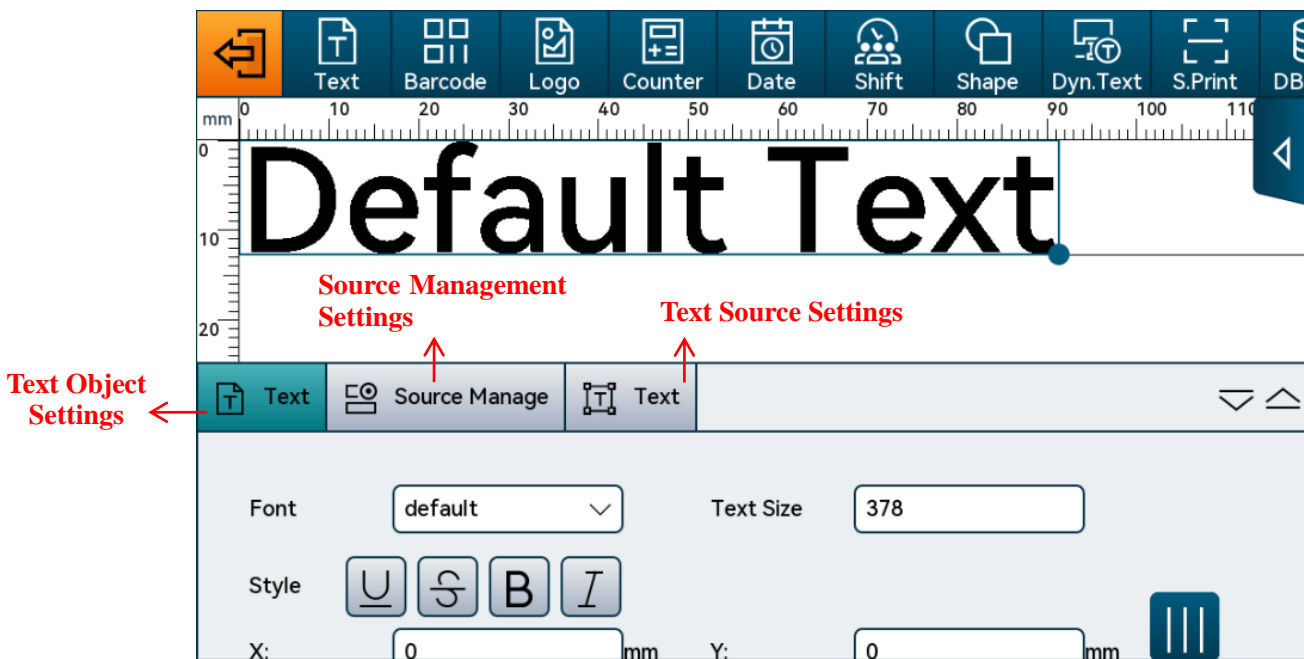 Text Barcode Logo Counter Date Shift Shape Dyn.Text S.Print DB
mm 0 10 20 30 40 50 60 70 80 90 100 110
0
Default Text
10
Source Management
Settings
Text Source Settings
20
Text Object
Settings
Text Source Manage Text
Font default Text Size 378
Style U S B I
X: 0 mm Y: 0 mm